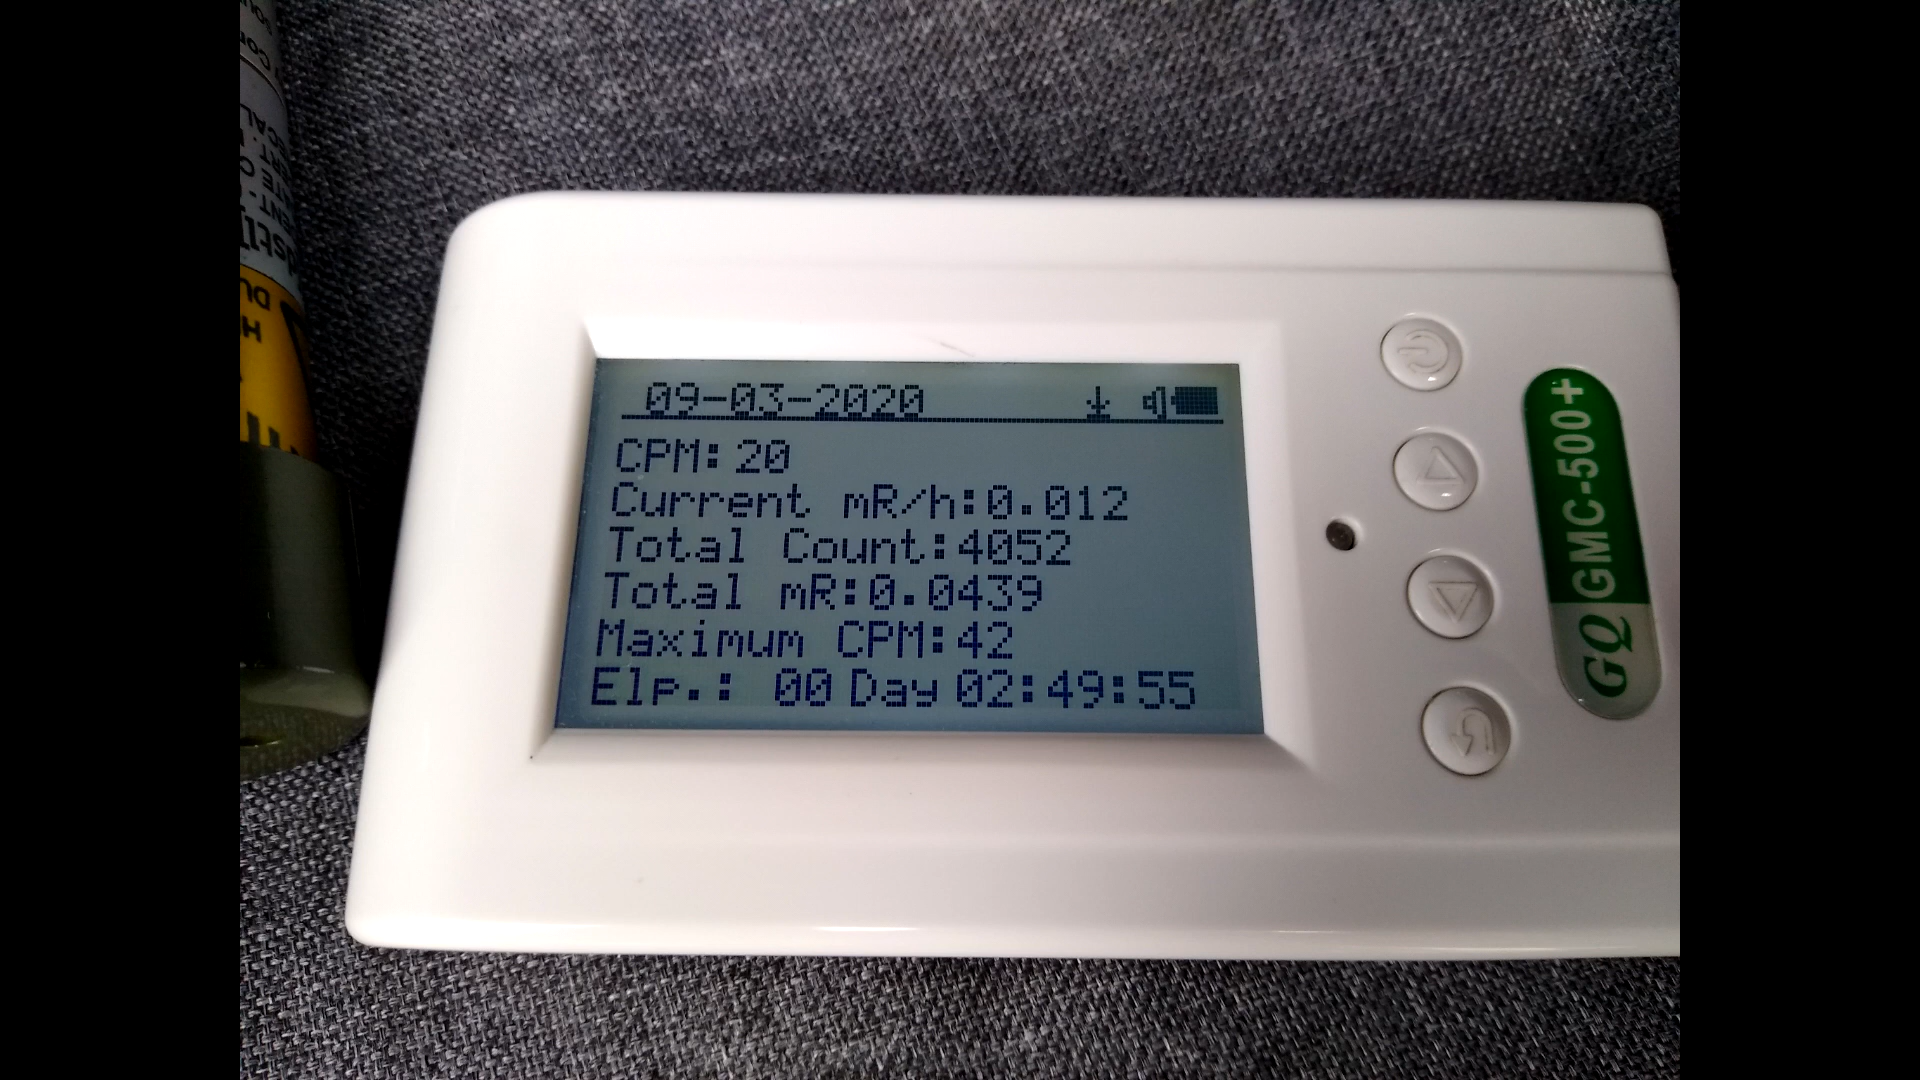 09-03-2020
CPM:20
Current mR/h:0.012
Total Count:4052
Total mR:0.0439
Maximum CPM:42
Elp.: 00 Day 02:49:55
GQ GMC-500+